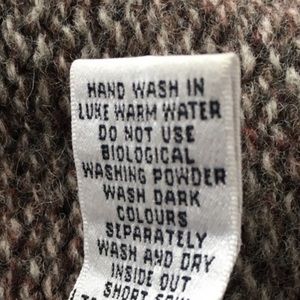 HAND WASH IN
LUKE WARM WATER
DO NOT USE
BIOLOGICAL
WASHING POWDER
WASH DARK
COLOURS
SEPARATELY
WASH AND DRY
INSIDE OUT
SHORT